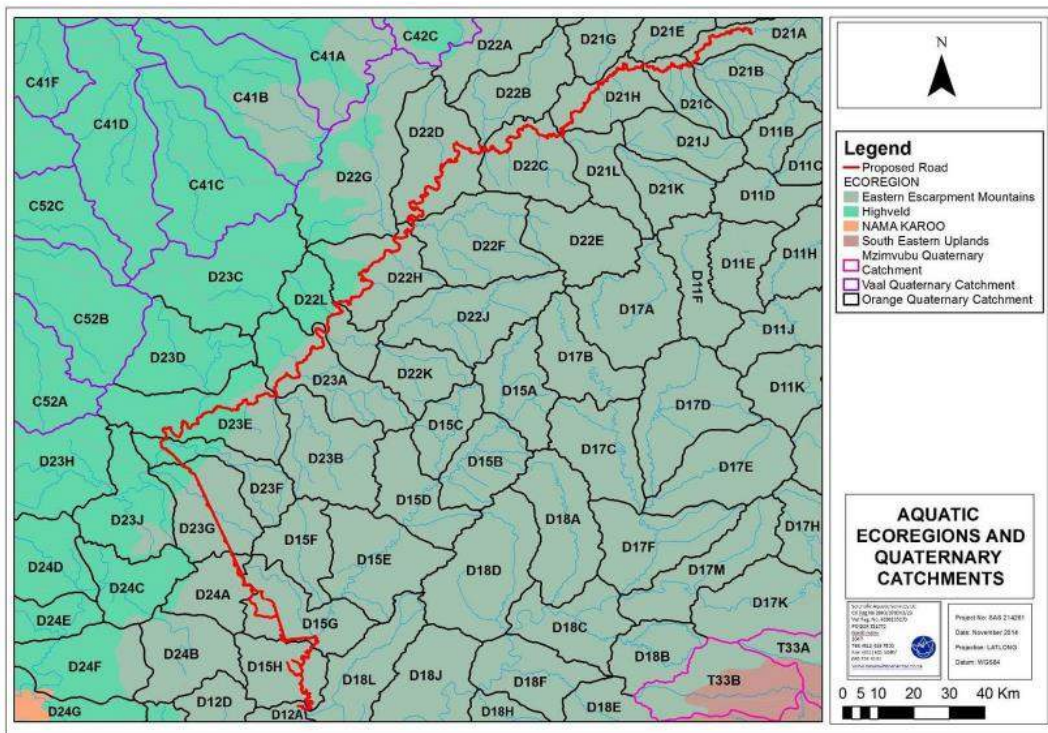 C42C
D22A
D21G
D21E
D21A
C41A
C41F
C41B
D22B
D21B
D21H
D21C
C41D
D22D
D11B
D21J
D22C
D11C
D22G
D21L
C41C
D21K
D11D
C52C
D22F
D22E
D11E
D11H
D11F
D23C
D22H
D22L
D17A
C52B
D22J
D11J
D23D
D17B
D23A
D22K
D15A
D11K
C52A
D17D
D23E
D15C
D23H
D23B
D15B
D17C
D17E
D23F
D15D
D23J
D23G
D18A
D17H
D15F
D17F
D24D
D15E
D18D
D17M
D24C
D24A
D17K
D24E
D15G
D18C
T33A
D24B
D18B
D24F
D15H
D18L
D18J
D18F
T33B
D12D
D18E
D24G
D12A
D18H
N
Legend
Proposed Road
ECOREGION
Eastern Escarpment Mountains
Highveld
NAMA KAROO
South Eastern Uplands
Mzimvubu Quaternary
Catchment
Vaal Quaternary Catchment
Orange Quaternary Catchment
AQUATIC
ECOREGIONS AND
QUATERNARY
CATCHMENTS
Project No: SAS 214261
Date: November 2014
Projection: LATLONG
Datum: WGS84
0 5 10 20 30 40 Km